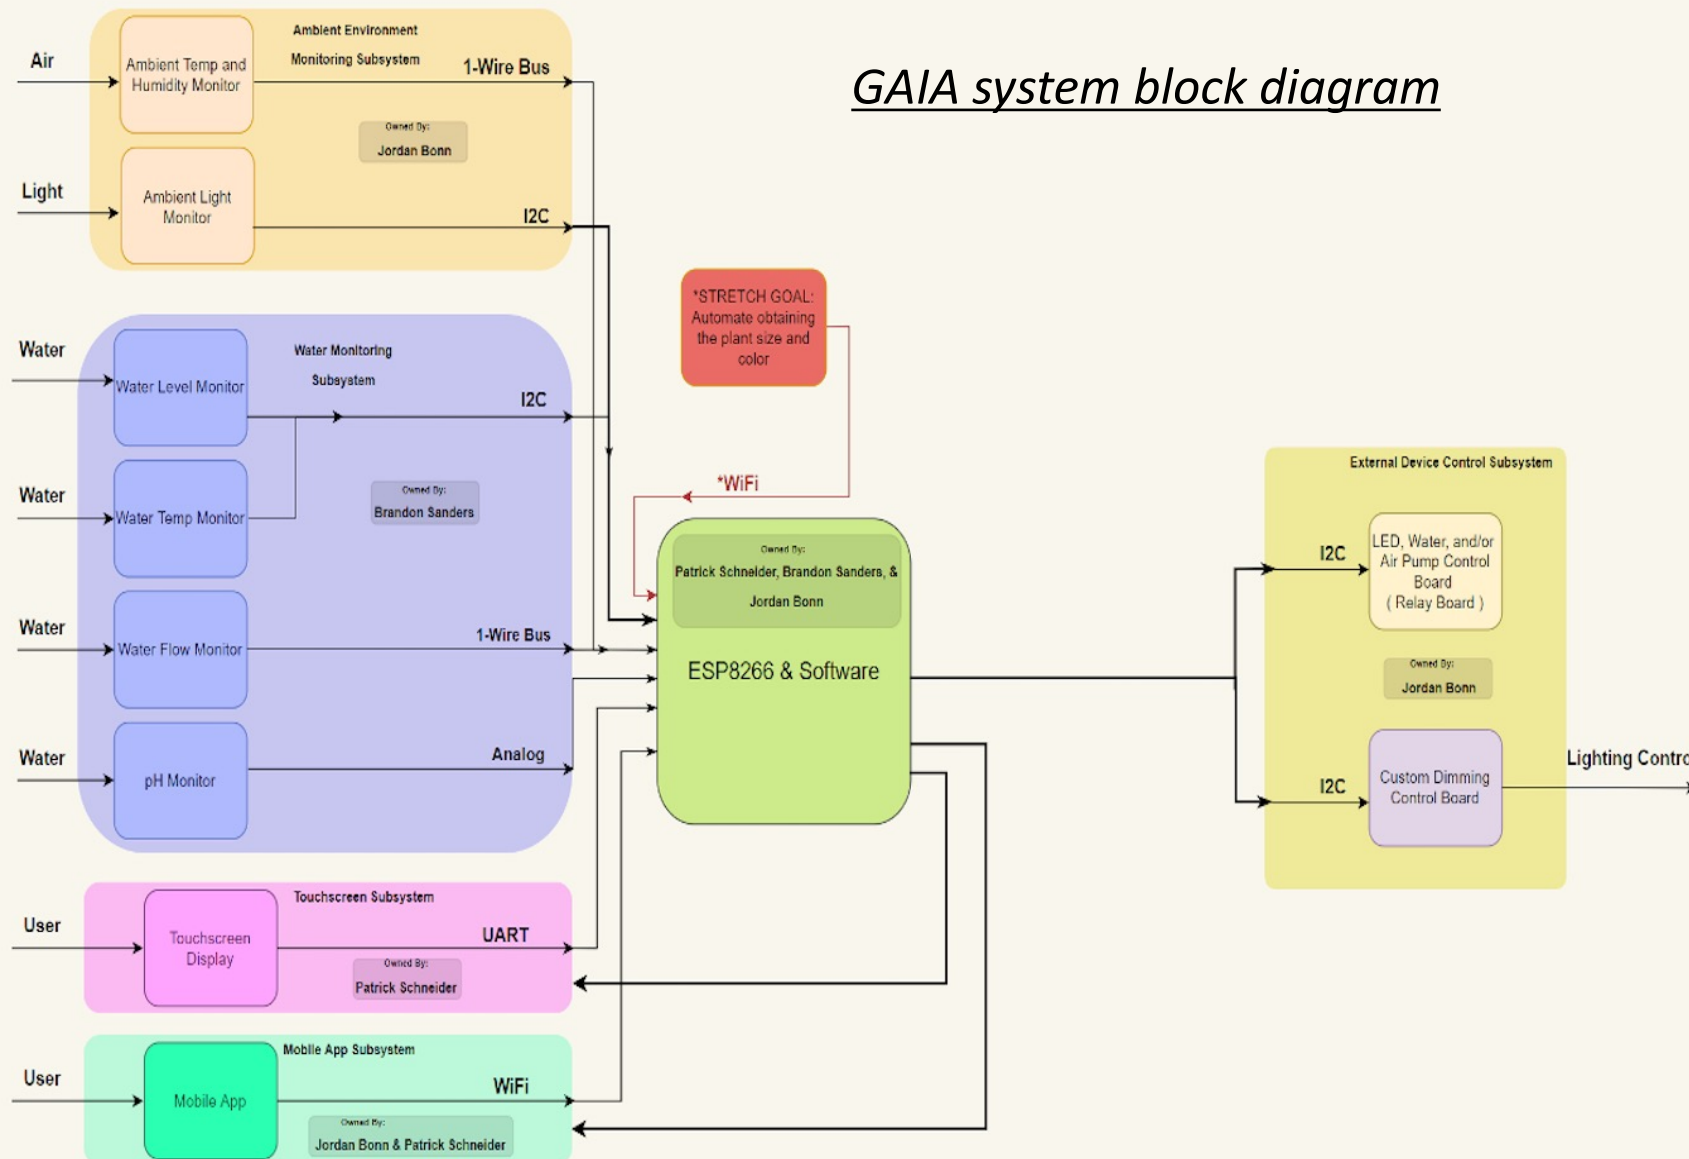 GAIA system block diagram
Air
Ambient Temp and
Humidity Monitor
Ambient Environment
Monitoring Subsystem
1-Wire Bus
Owned By:
Jordan Bonn
Light
Ambient Light
Monitor
I2C
*STRETCH GOAL:
Automate obtaining
the plant size and
color
*WiFi
Water
Water Level Monitor
Water Monitoring
Subsystem
I2C
Water
Water Temp Monitor
Owned By:
Brandon Sanders
Water
Water Flow Monitor
1-Wire Bus
Water
pH Monitor
Analog
Owned By:
Patrick Schneider, Brandon Sanders, &
Jordan Bonn
ESP8266 & Software
External Device Control Subsystem
I2C
LED, Water, and/or
Air Pump Control
Board
( Relay Board )
Owned By:
Jordan Bonn
I2C
Custom Dimming
Control Board
Lighting Contro
User
Touchscreen
Display
Touchscreen Subsystem
UART
Owned By:
Patrick Schneider
User
Mobile App
Mobile App Subsystem
WiFi
Owned By:
Jordan Bonn & Patrick Schneider